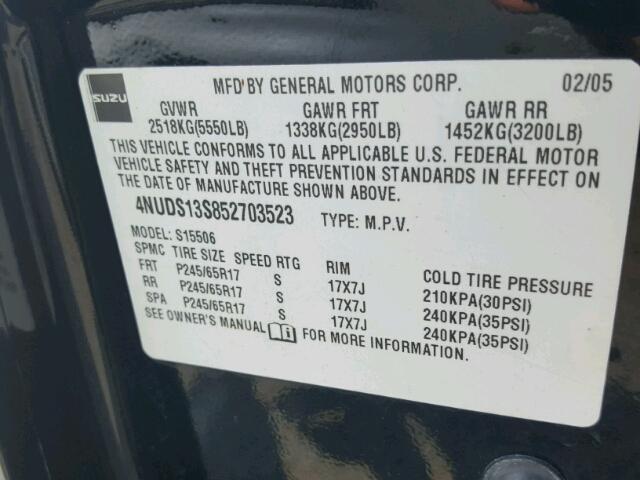 ISUZU MFD BY GENERAL MOTORS CORP. 02/05
GVWR GAWR FRT GAWR RR
2518KG(5550LB) 1338KG(2950LB) 1452KG(3200LB)
THIS VEHICLE CONFORMS TO ALL APPLICABLE U.S. FEDERAL MOTOR
VEHICLE SAFETY AND THEFT PREVENTION STANDARDS IN EFFECT ON
THE DATE OF MANUFACTURE SHOWN ABOVE.
4NUDS13S852703523 TYPE: M.P.V.
MODEL: S15506
SPMC TIRE SIZE SPEED RTG RIM COLD TIRE PRESSURE
FRT P245/65R17 S 17X7J 210KPA(30PSI)
RR P245/65R17 S 17X7J 240KPA(35PSI)
SPA P245/65R17 S 17X7J 240KPA(35PSI)
SEE OWNER'S MANUAL FOR MORE INFORMATION.